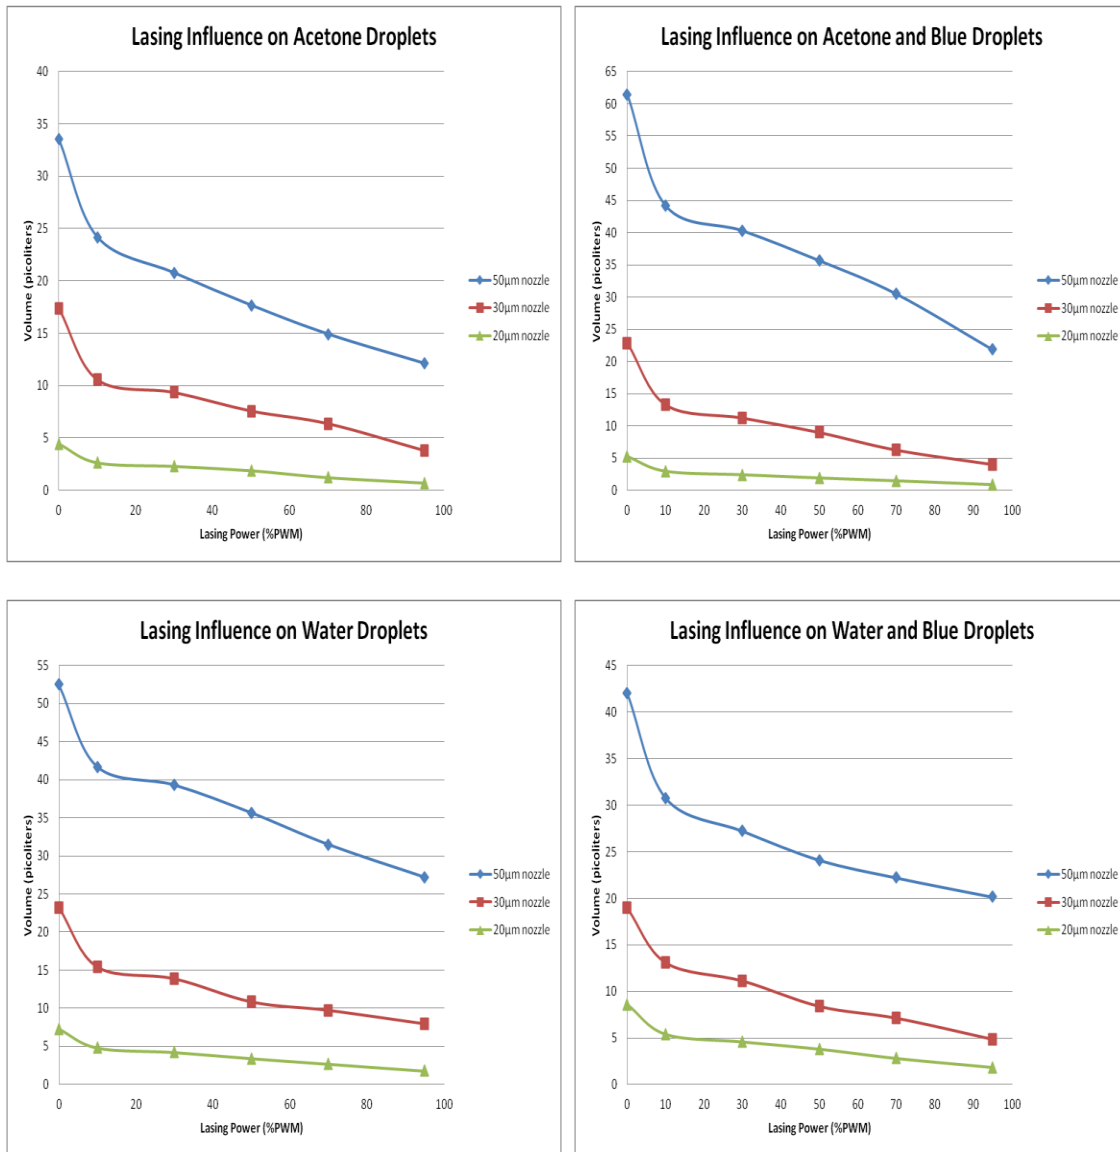 Lasing Influence on Acetone Droplets
40
35
30
25
20
15
10
5
0
Volume (picoliters)
0 20 40 60 80 100
Lasing Power (%PWM)
50µm nozzle
30µm nozzle
20µm nozzle
Lasing Influence on Acetone and Blue Droplets
65
60
55
50
45
40
35
30
25
20
15
10
5
0
Volume (picoliters)
0 10 20 30 40 50 60 70 80 90 100
Lasing Power (%PWM)
50µm nozzle
30µm nozzle
20µm nozzle
Lasing Influence on Water Droplets
55
50
45
40
35
30
25
20
15
10
5
0
Volume (picoliters)
0 20 40 60 80 100
Lasing Power (%PWM)
50µm nozzle
30µm nozzle
20µm nozzle
Lasing Influence on Water and Blue Droplets
45
40
35
30
25
20
15
10
5
0
Volume (picoliters)
0 10 20 30 40 50 60 70 80 90 100
Lasing Power (%PWM)
50µm nozzle
30µm nozzle
20µm nozzle